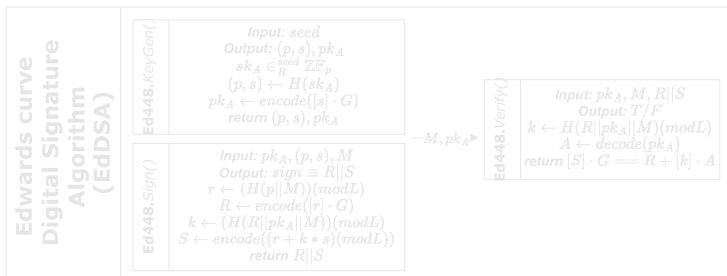 Edwards curve
Digital Signature
Algorithm
(EdDSA)
Ed448.KeyGen()
Input: seed
Output: (p, s), pk_A
sk_A ∈_R^seed ℤ𝔽_p
(p, s) ← H(sk_A)
pk_A ← encode([s] · G)
return (p, s), pk_A
Ed448.Sign()
Input: pk_A, (p, s), M
Output: sign ≡ R||S
r ← (H(p||M))(modL)
R ← encode([r] · G)
k ← (H(R||pk_A||M))(modL)
S ← encode((r + k * s)(modL))
return R||S
M, pk_A
Ed448.Verify()
Input: pk_A, M, R||S
Output: T/F
k ← H(R||pk_A||M)(modL)
A ← decode(pk_A)
return [S] · G == R + [k] · A